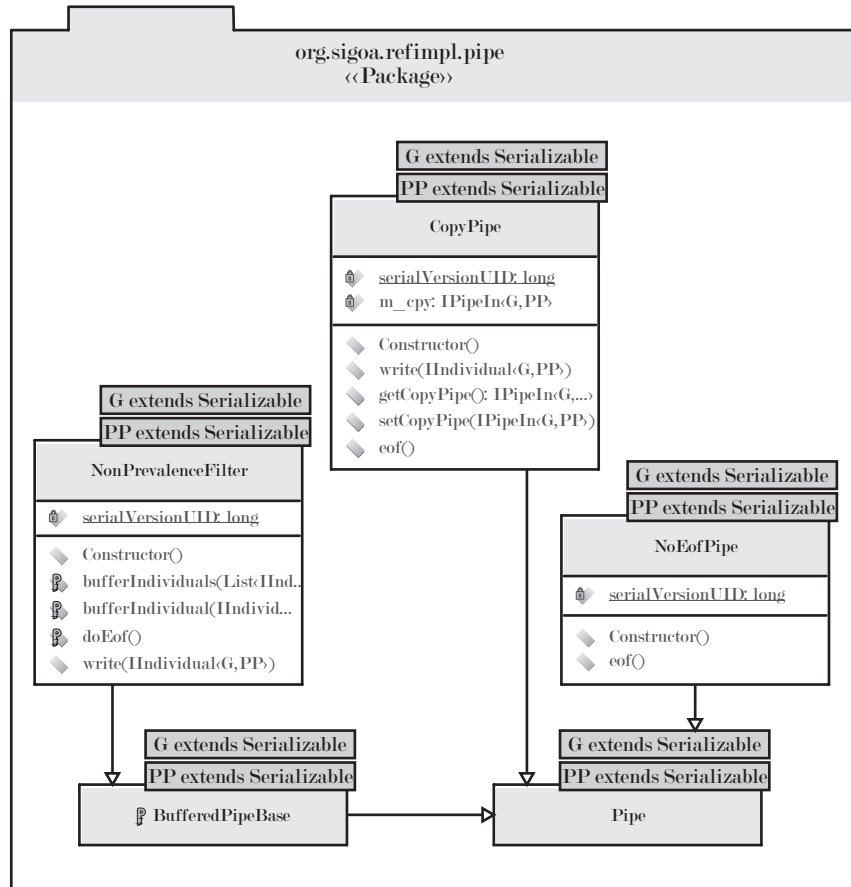 org.sigoa.refimpl.pipe
‹‹Package››
G extends Serializable
PP extends Serializable
CopyPipe
serialVersionUID: long
m_cpy: IPipeIn‹G,PP›
Constructor()
write(IIndividual‹G,PP›)
getCopyPipe(): IPipeIn‹G,...›
setCopyPipe(IPipeIn‹G,PP›)
eof()
G extends Serializable
PP extends Serializable
NonPrevalenceFilter
serialVersionUID: long
Constructor()
bufferIndividuals(List‹IInd...
bufferIndividual(IIndivid...
doEof()
write(IIndividual‹G,PP›)
G extends Serializable
PP extends Serializable
NoEofPipe
serialVersionUID: long
Constructor()
eof()
G extends Serializable
PP extends Serializable
BufferedPipeBase
G extends Serializable
PP extends Serializable
Pipe